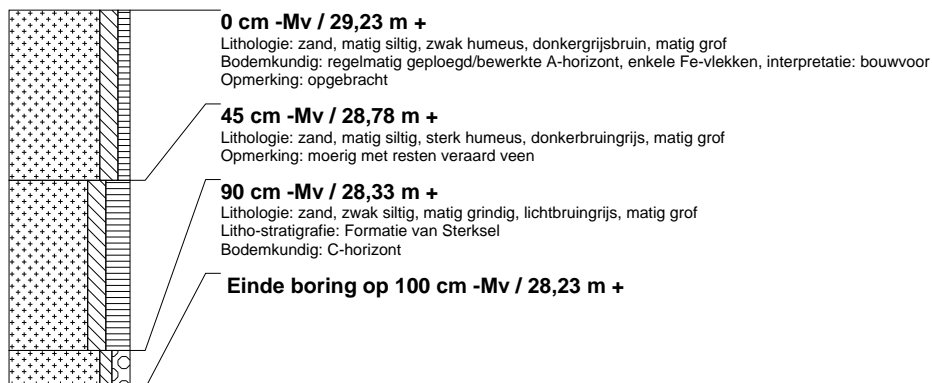 0 cm -Mv / 29,23 m +
Lithologie: zand, matig siltig, zwak humeus, donkergrijsbruin, matig grof
Bodemkundig: regelmatig geploegd/bewerkte A-horizont, enkele Fe-vlekken, interpretatie: bouwvoor
Opmerking: opgebracht
45 cm -Mv / 28,78 m +
Lithologie: zand, matig siltig, sterk humeus, donkerbruingrijs, matig grof
Opmerking: moerig met resten veraard veen
90 cm -Mv / 28,33 m +
Lithologie: zand, zwak siltig, matig grindig, lichtbruingrijs, matig grof
Litho-stratigrafie: Formatie van Sterksel
Bodemkundig: C-horizont
Einde boring op 100 cm -Mv / 28,23 m +